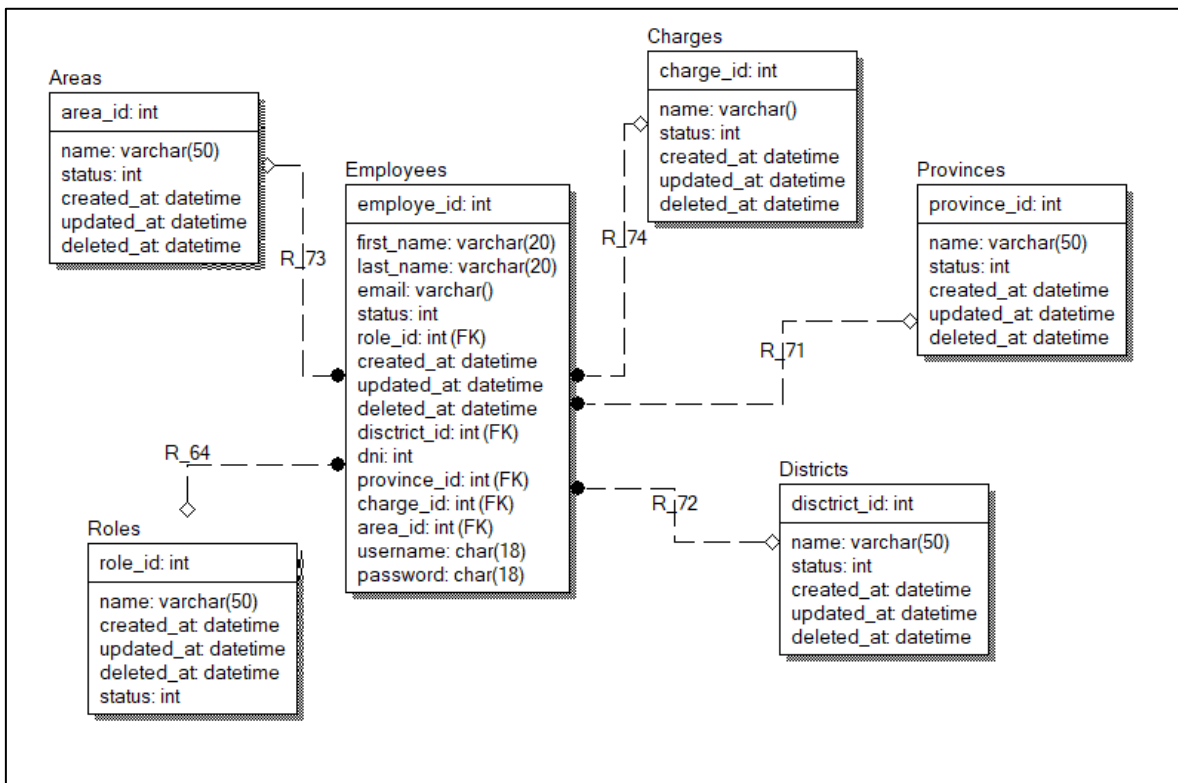 Areas
area_id: int
name: varchar(50)
status: int
created_at: datetime
updated_at: datetime
deleted_at: datetime
R_73
Employees
employe_id: int
first_name: varchar(20)
last_name: varchar(20)
email: varchar()
status: int
role_id: int (FK)
created_at: datetime
updated_at: datetime
deleted_at: datetime
disctrict_id: int (FK)
dni: int
province_id: int (FK)
charge_id: int (FK)
area_id: int (FK)
username: char(18)
password: char(18)
Charges
charge_id: int
name: varchar()
status: int
created_at: datetime
updated_at: datetime
deleted_at: datetime
R_74
Provinces
province_id: int
name: varchar(50)
status: int
created_at: datetime
updated_at: datetime
deleted_at: datetime
R_71
R_64
Roles
role_id: int
name: varchar(50)
created_at: datetime
updated_at: datetime
deleted_at: datetime
status: int
R_72
Districts
disctrict_id: int
name: varchar(50)
status: int
created_at: datetime
updated_at: datetime
deleted_at: datetime